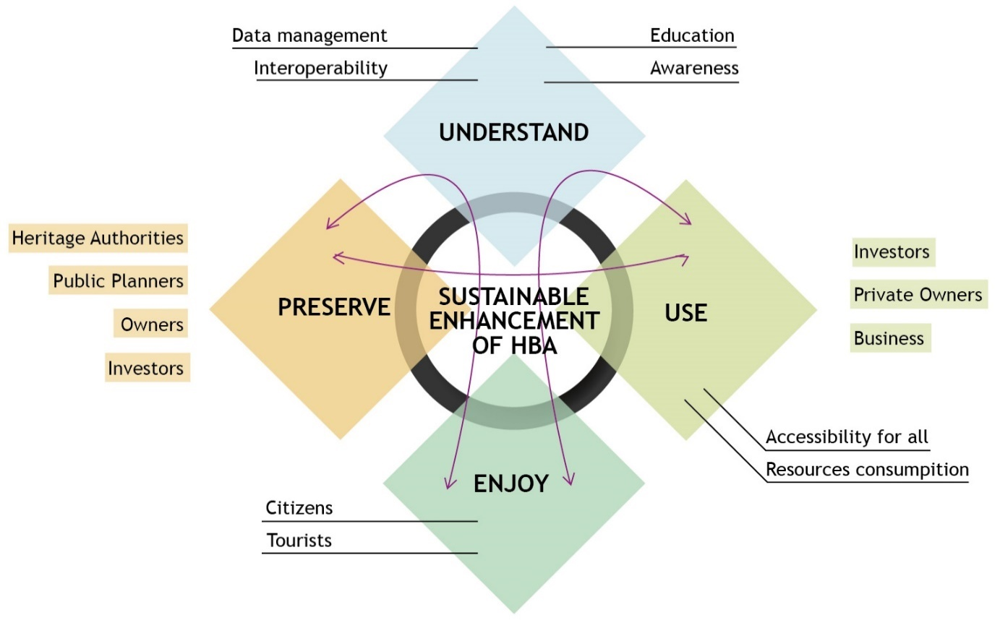 Data management
Interoperability
Education
Awareness
UNDERSTAND
Heritage Authorities
Public Planners
Owners
Investors
PRESERVE
SUSTAINABLE
ENHANCEMENT
OF HBA
USE
Investors
Private Owners
Business
Accessibility for all
Resources consumpition
ENJOY
Citizens
Tourists